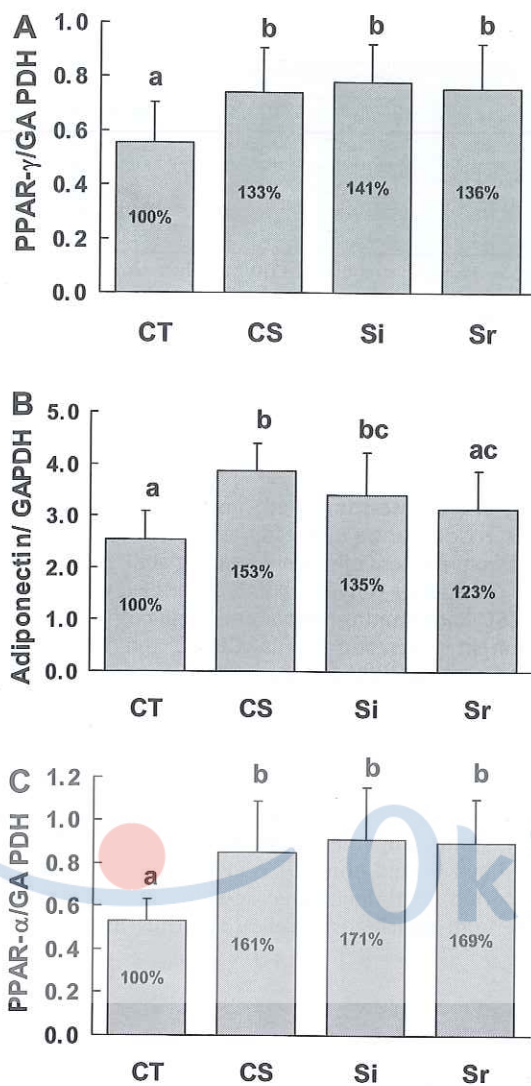 A
PPAR-γ/GA PDH
1.0
0.8
0.6
0.4
0.2
0.0
a
b
b
b
100%
133%
141%
136%
CT CS Si Sr
B
Adiponectin/ GAPDH
5.0
4.0
3.0
2.0
1.0
0.0
a
b
bc
ac
100%
153%
135%
123%
CT CS Si Sr
C
PPAR-α/GA PDH
1.2
1.0
0.8
0.6
0.4
0.2
0.0
a
b
b
b
100%
161%
171%
169%
CT CS Si Sr
Ok